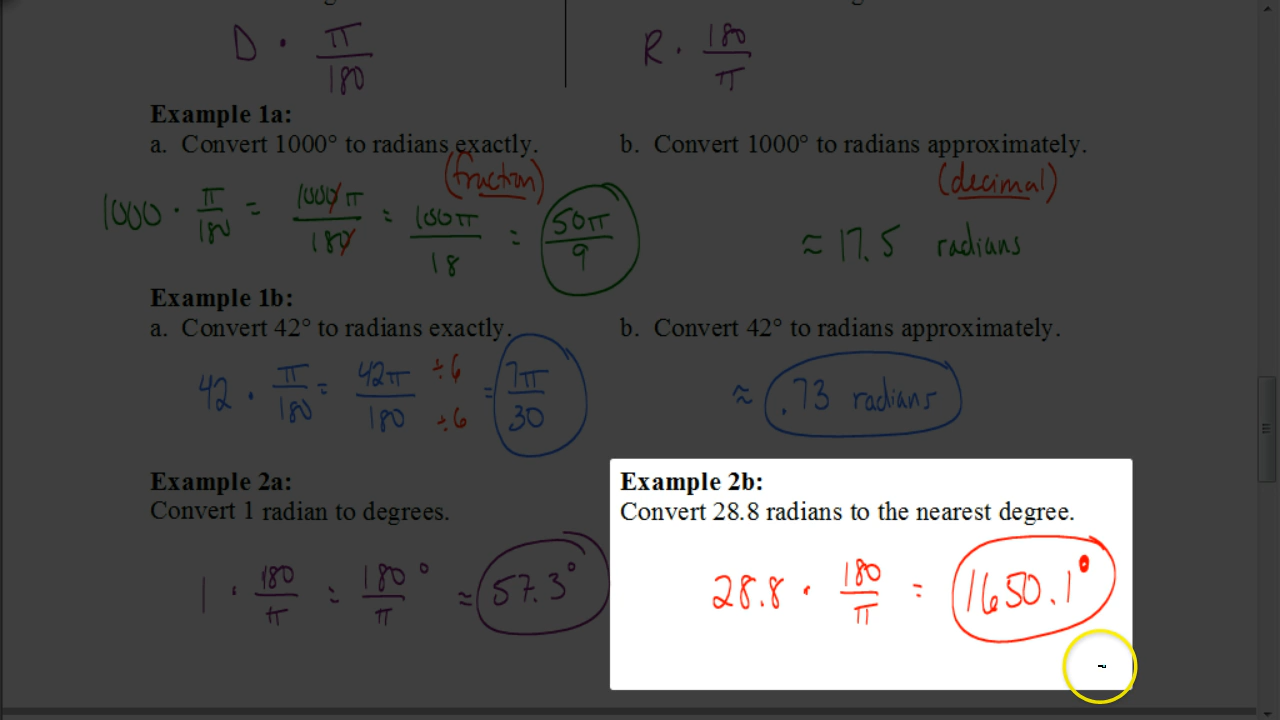 D · π/180
R · 180/π
Example 1a:
a. Convert 1000° to radians exactly.
(fraction)
1000 · π/180 = 1000π/180 = 100π/18 = 50π/9
b. Convert 1000° to radians approximately.
(decimal)
≈ 17.5 radians
Example 1b:
a. Convert 42° to radians exactly.
42 · π/180 = 42π/180 ÷6 ÷6 = 7π/30
b. Convert 42° to radians approximately.
≈ .73 radians
Example 2a:
Convert 1 radian to degrees.
1 · 180/π = 180°/π ≈ 57.3°
Example 2b:
Convert 28.8 radians to the nearest degree.
28.8 · 180/π = 1650.1°